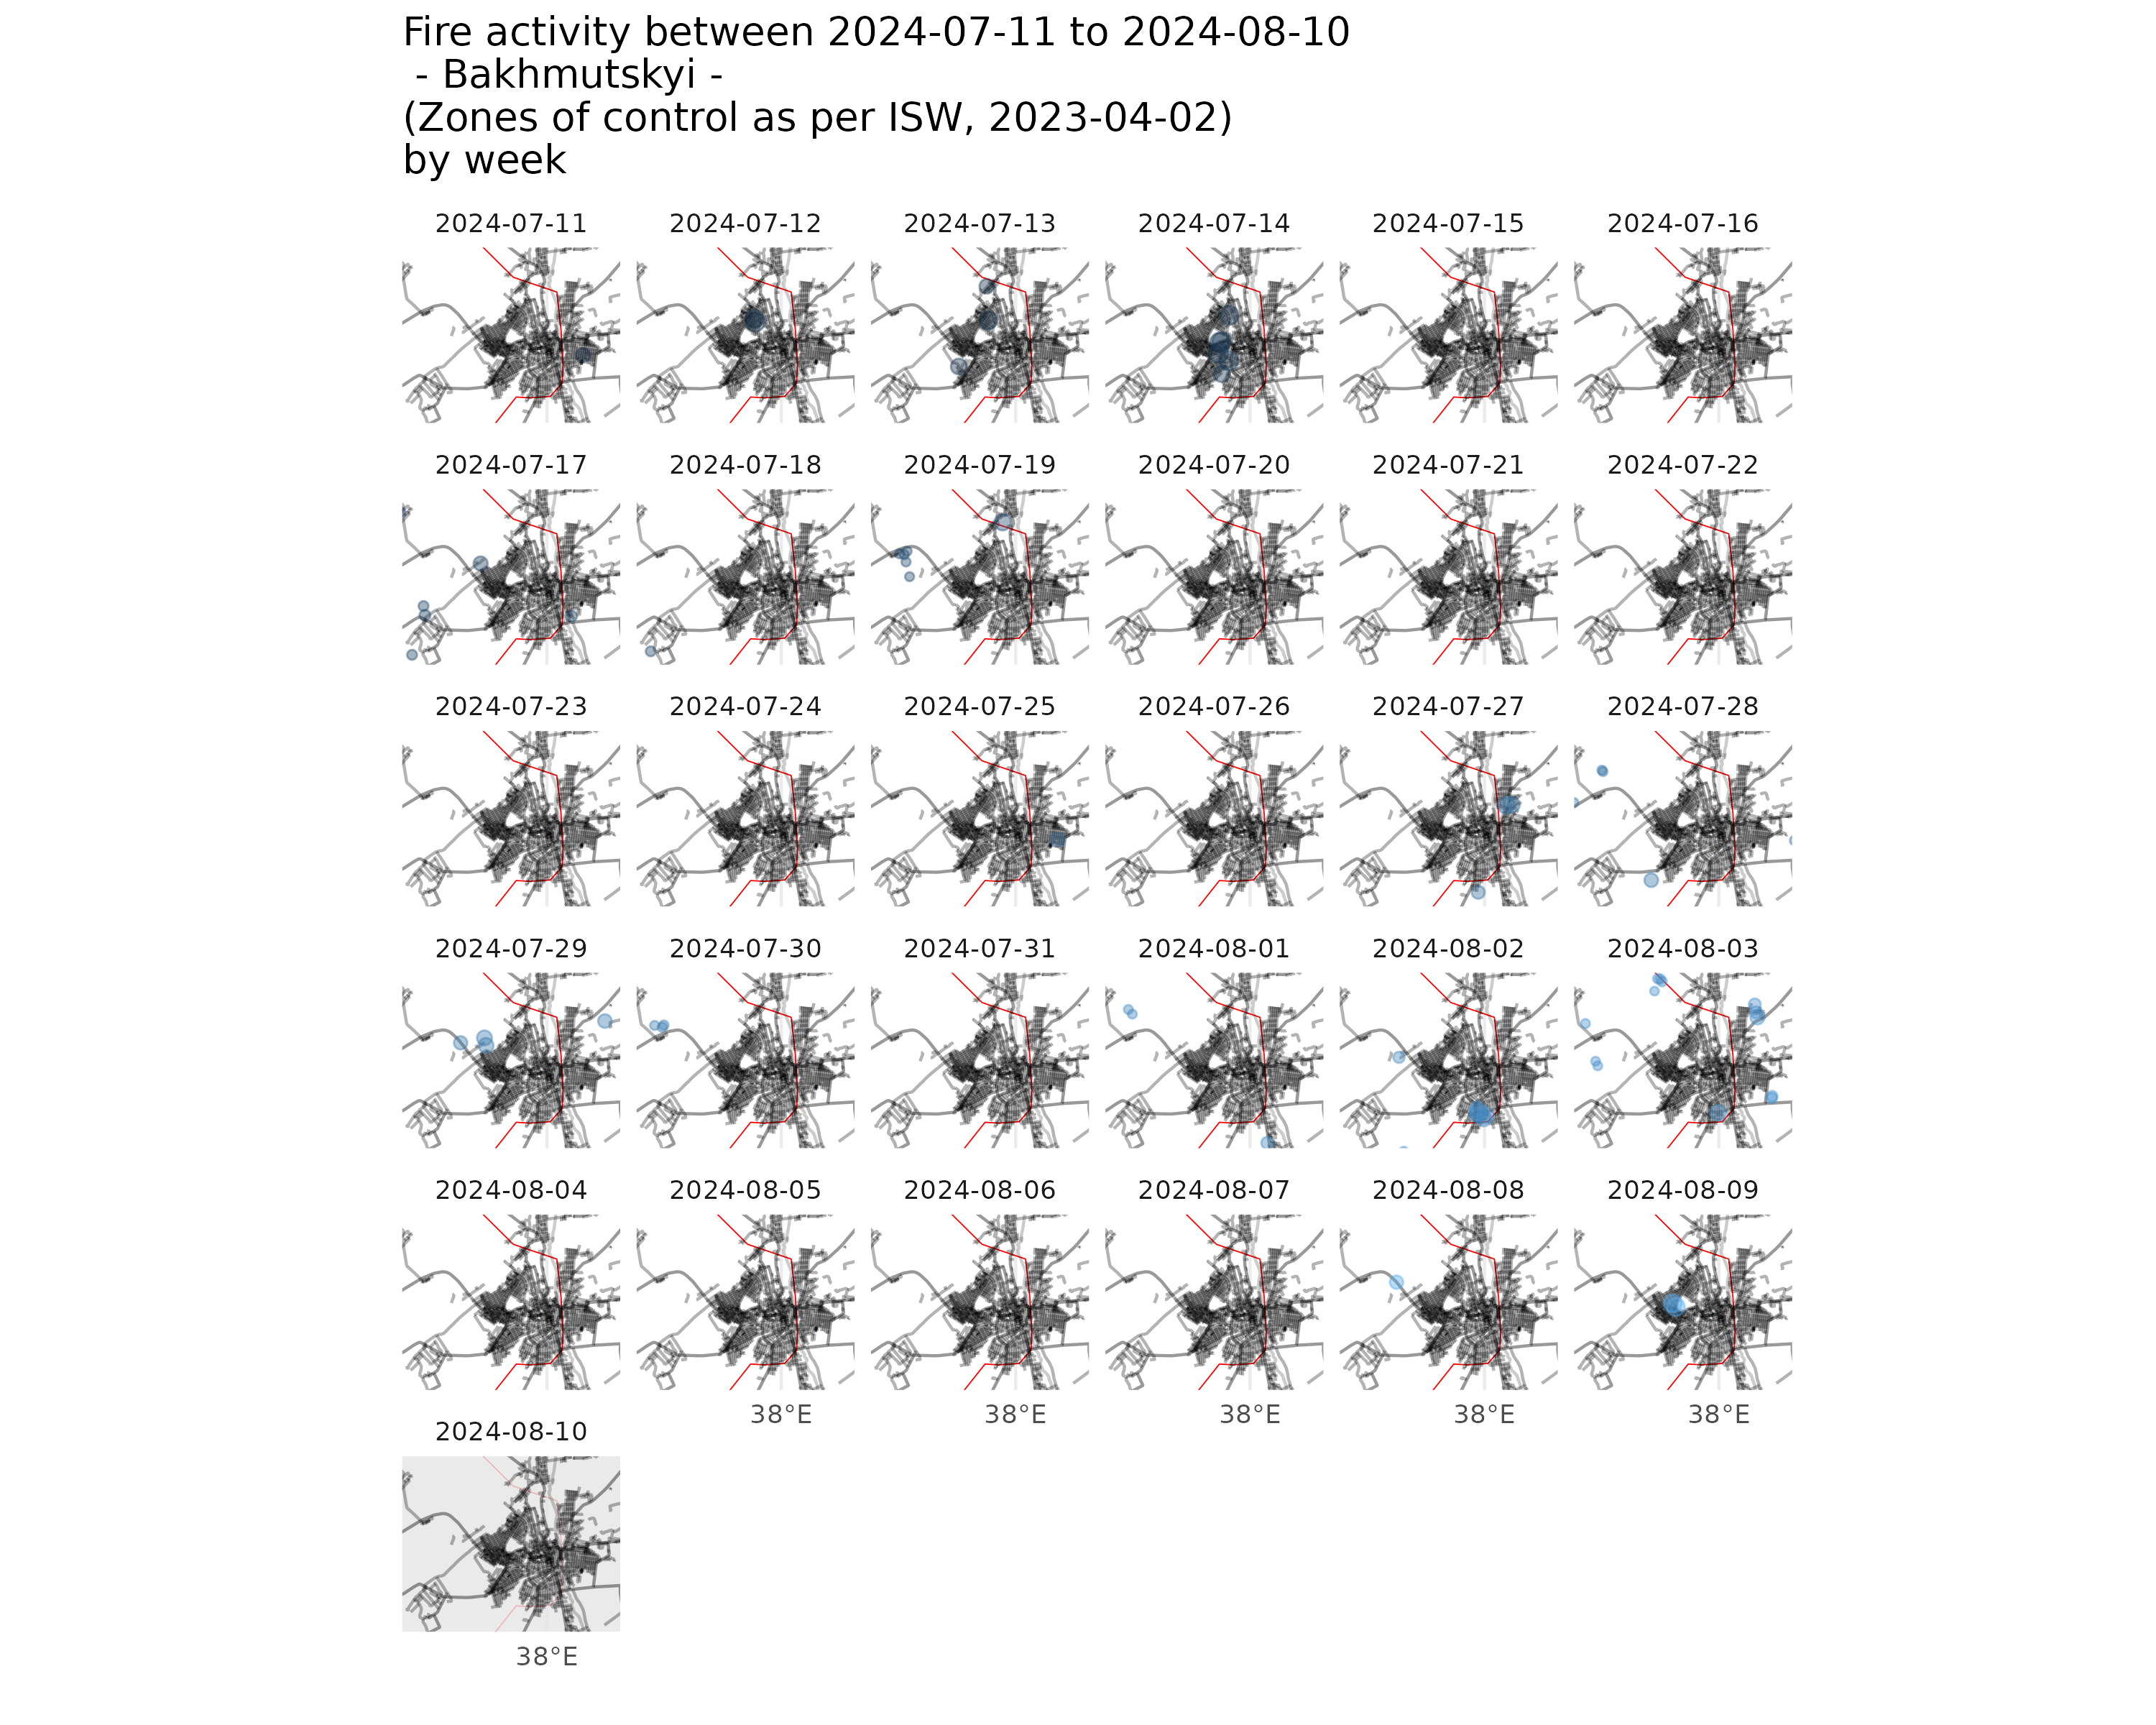 Fire activity between 2024-07-11 to 2024-08-10
- Bakhmutskyi -
(Zones of control as per ISW, 2023-04-02)
by week
2024-07-11 2024-07-12 2024-07-13 2024-07-14 2024-07-15 2024-07-16
2024-07-17 2024-07-18 2024-07-19 2024-07-20 2024-07-21 2024-07-22
2024-07-23 2024-07-24 2024-07-25 2024-07-26 2024-07-27 2024-07-28
2024-07-29 2024-07-30 2024-07-31 2024-08-01 2024-08-02 2024-08-03
2024-08-04 2024-08-05 2024-08-06 2024-08-07 2024-08-08 2024-08-09
38°E 38°E 38°E 38°E 38°E
2024-08-10
38°E